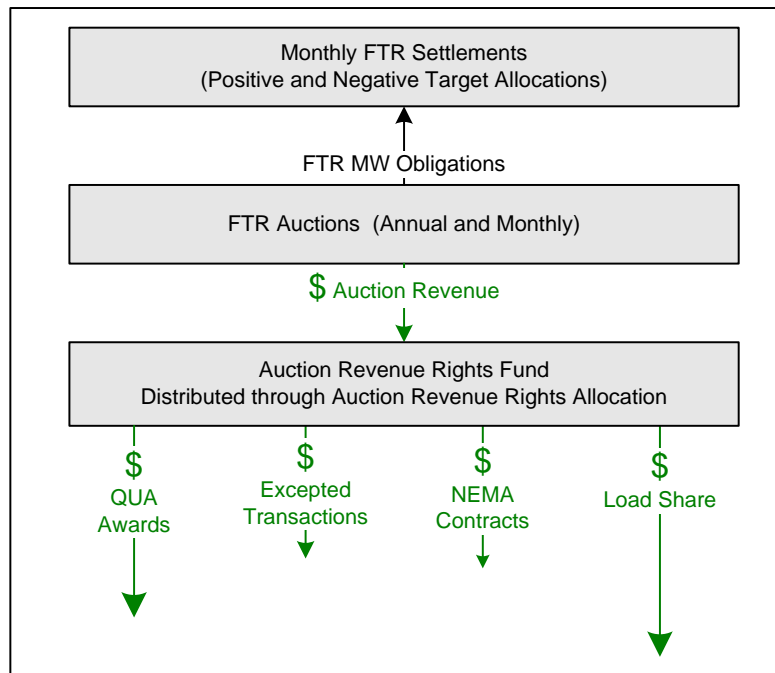 Monthly FTR Settlements
(Positive and Negative Target Allocations)
FTR MW Obligations
FTR Auctions (Annual and Monthly)
$ Auction Revenue
Auction Revenue Rights Fund
Distributed through Auction Revenue Rights Allocation
$
QUA
Awards
$
Excepted
Transactions
$
NEMA
Contracts
$
Load Share